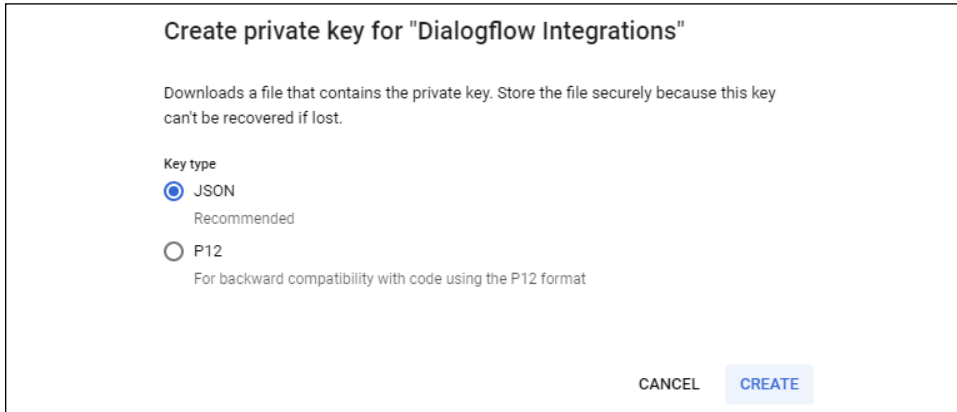 Create private key for "Dialogflow Integrations"
Downloads a file that contains the private key. Store the file securely because this key
can't be recovered if lost.
Key type
JSON
Recommended
P12
For backward compatibility with code using the P12 format
CANCEL CREATE